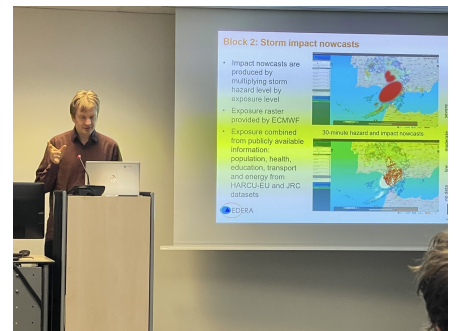 Block 2: Storm impact nowcasts
• Impact nowcasts are
produced by
multiplying storm
hazard level by
exposure level
• Exposure raster
provided by ECMWF
• Exposure combined
from publicly available
information:
population, health,
education, transport
and energy from
HARCU-EU and JRC
datasets
30-minute hazard and impact nowcasts
EDERA